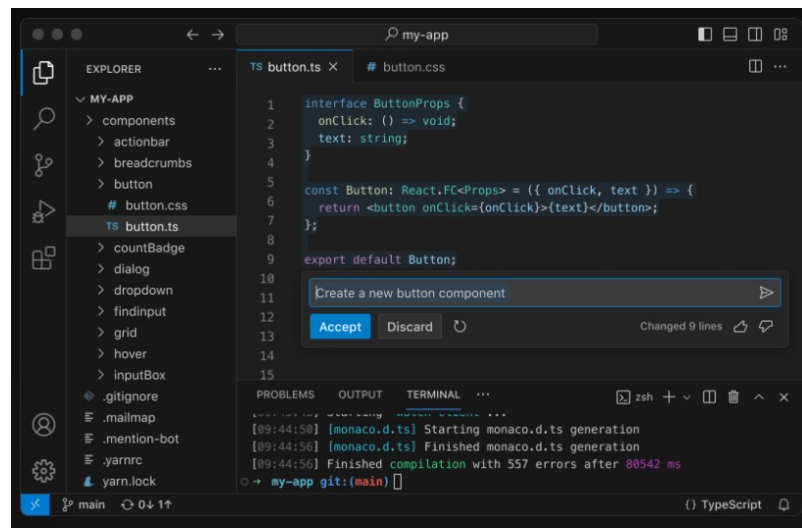 my-app
EXPLORER ...
MY-APP
components
actionbar
breadcrumbs
button
# button.css
TS button.ts
countBadge
dialog
dropdown
findinput
grid
hover
inputBox
.gitignore
.mailmap
.mention-bot
.yarnrc
yarn.lock
TS button.ts ×
# button.css
...
1 interface ButtonProps {
2 onClick: () => void;
3 text: string;
4 }
5
6 const Button: React.FC<Props> = ({ onClick, text }) => {
7 return <button onClick={onClick}>{text}</button>;
};
8
9 export default Button;
10
11
12
13
14
15
Create a new button component
Accept Discard
Changed 9 lines
PROBLEMS OUTPUT TERMINAL ...
zsh
[09:44:50] [monaco.d.ts] Starting monaco.d.ts generation
[09:44:56] [monaco.d.ts] Finished monaco.d.ts generation
[09:44:56] Finished compilation with 557 errors after 80542 ms
my-app git:(main)
main 0↓ 1↑
{} TypeScript